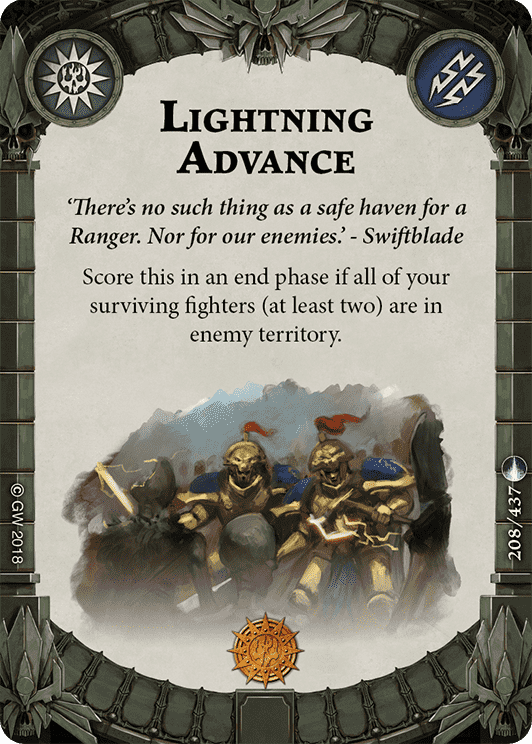 Lightning
Advance
‘There’s no such thing as a safe haven for a
Ranger. Nor for our enemies.’ - Swiftblade
Score this in an end phase if all of your
surviving fighters (at least two) are in
enemy territory.
© GW 2018
208/437